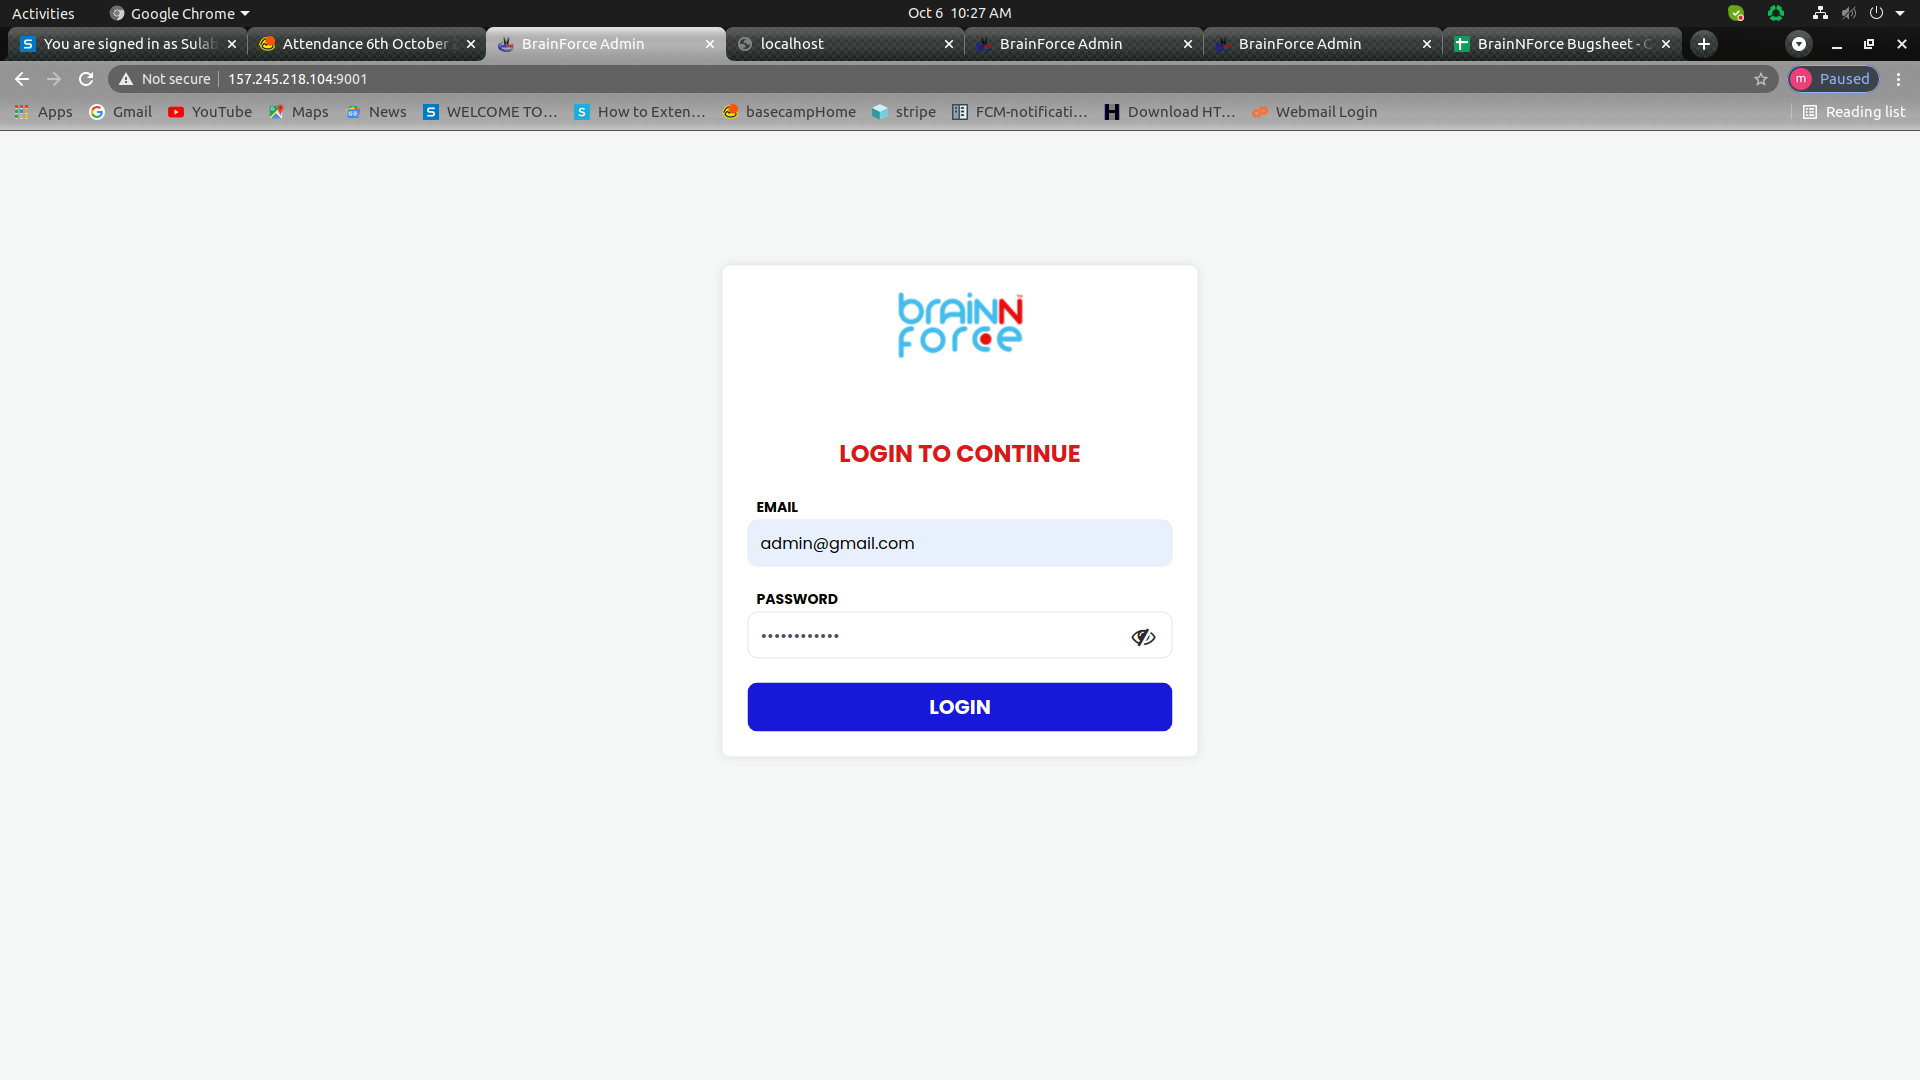 Activities
Google Chrome
Oct 6 10:27 AM
You are signed in as Sulab
Attendance 6th October 2
BrainForce Admin
localhost
BrainForce Admin
BrainForce Admin
BrainNForce Bugsheet - G
Not secure
157.245.218.104:9001
m
Paused
Apps
Gmail
YouTube
Maps
News
WELCOME TO...
How to Exten...
basecampHome
stripe
FCM-notificati...
Download HT...
Webmail Login
Reading list
brainN
force
LOGIN TO CONTINUE
EMAIL
admin@gmail.com
PASSWORD
LOGIN